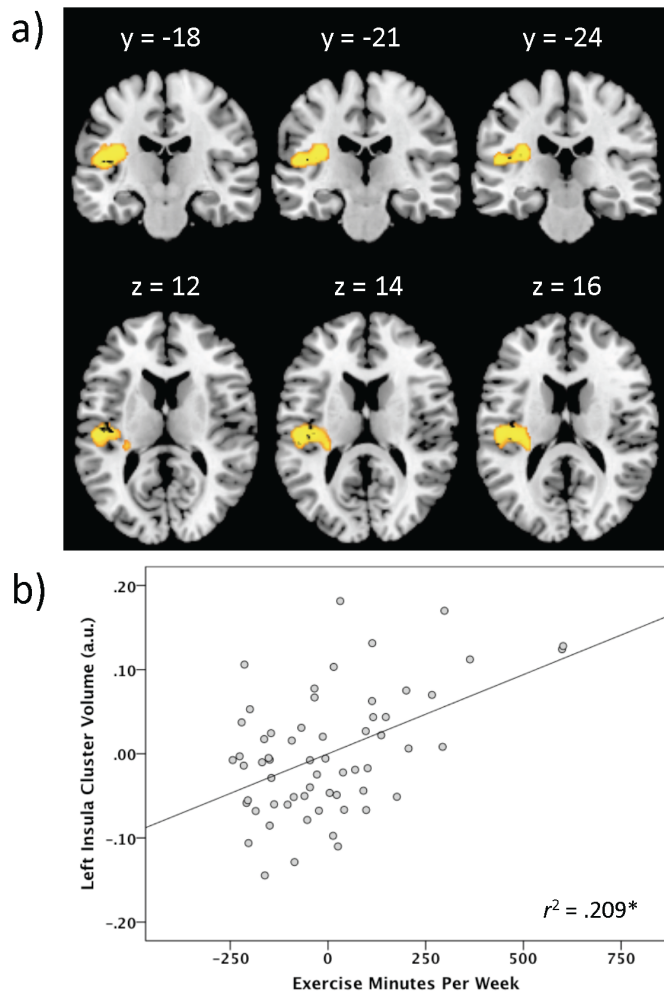 a)
y = -18 y = -21 y = -24
z = 12 z = 14 z = 16
b)
.20
.10
.00
-.10
-.20
Left Insula Cluster Volume (a.u.)
r² = .209*
-250 0 250 500 750
Exercise Minutes Per Week